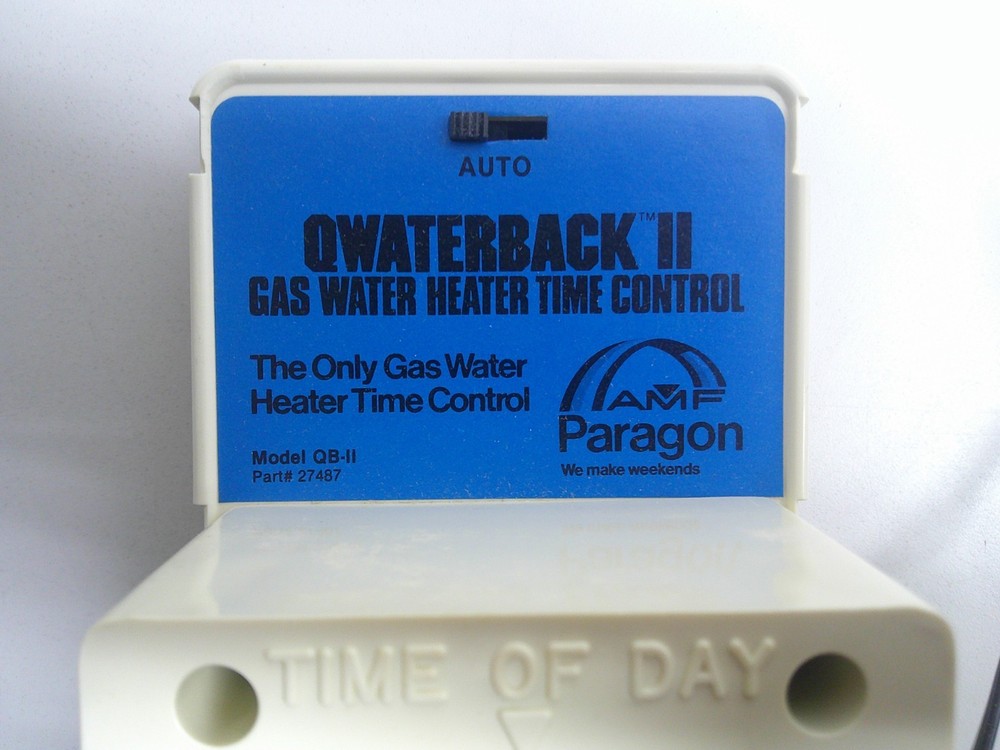 AUTO
QWATERBACK™ II
GAS WATER HEATER TIME CONTROL
The Only Gas Water
Heater Time Control
Model QB-II
Part# 27487
AMF
Paragon
We make weekends
TIME OF DAY